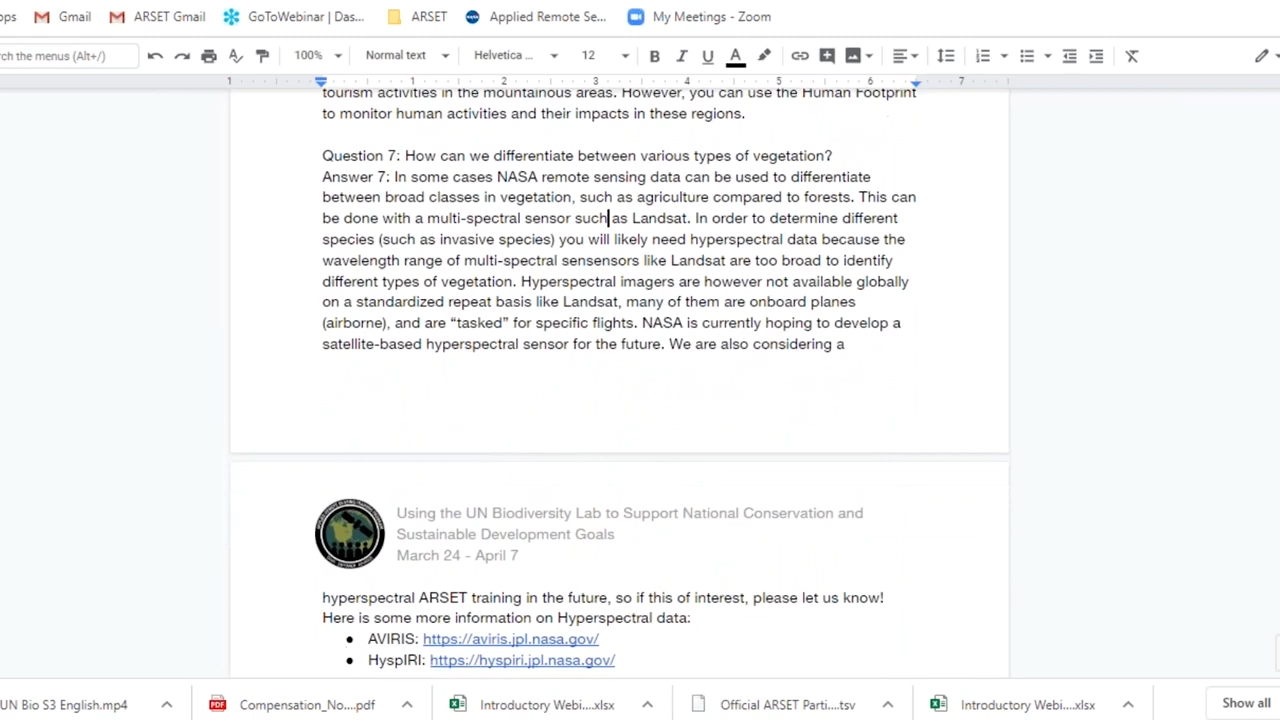 ops Gmail ARSET Gmail GoToWebinar | Das... ARSET Applied Remote Se... My Meetings - Zoom
rch the menus (Alt+/) 100% Normal text Helvetica ... 12 B I U A
1 1 2 3 4 5 6 7
tourism activities in the mountainous areas. However, you can use the Human Footprint
to monitor human activities and their impacts in these regions.
Question 7: How can we differentiate between various types of vegetation?
Answer 7: In some cases NASA remote sensing data can be used to differentiate
between broad classes in vegetation, such as agriculture compared to forests. This can
be done with a multi-spectral sensor such as Landsat. In order to determine different
species (such as invasive species) you will likely need hyperspectral data because the
wavelength range of multi-spectral sensensors like Landsat are too broad to identify
different types of vegetation. Hyperspectral imagers are however not available globally
on a standardized repeat basis like Landsat, many of them are onboard planes
(airborne), and are “tasked” for specific flights. NASA is currently hoping to develop a
satellite-based hyperspectral sensor for the future. We are also considering a
Using the UN Biodiversity Lab to Support National Conservation and
Sustainable Development Goals
March 24 - April 7
hyperspectral ARSET training in the future, so if this of interest, please let us know!
Here is some more information on Hyperspectral data:
● AVIRIS: https://aviris.jpl.nasa.gov/
● HyspIRI: https://hyspiri.jpl.nasa.gov/
UN Bio S3 English.mp4 Compensation_No....pdf Introductory Webi....xlsx Official ARSET Parti....tsv Introductory Webi....xlsx Show all